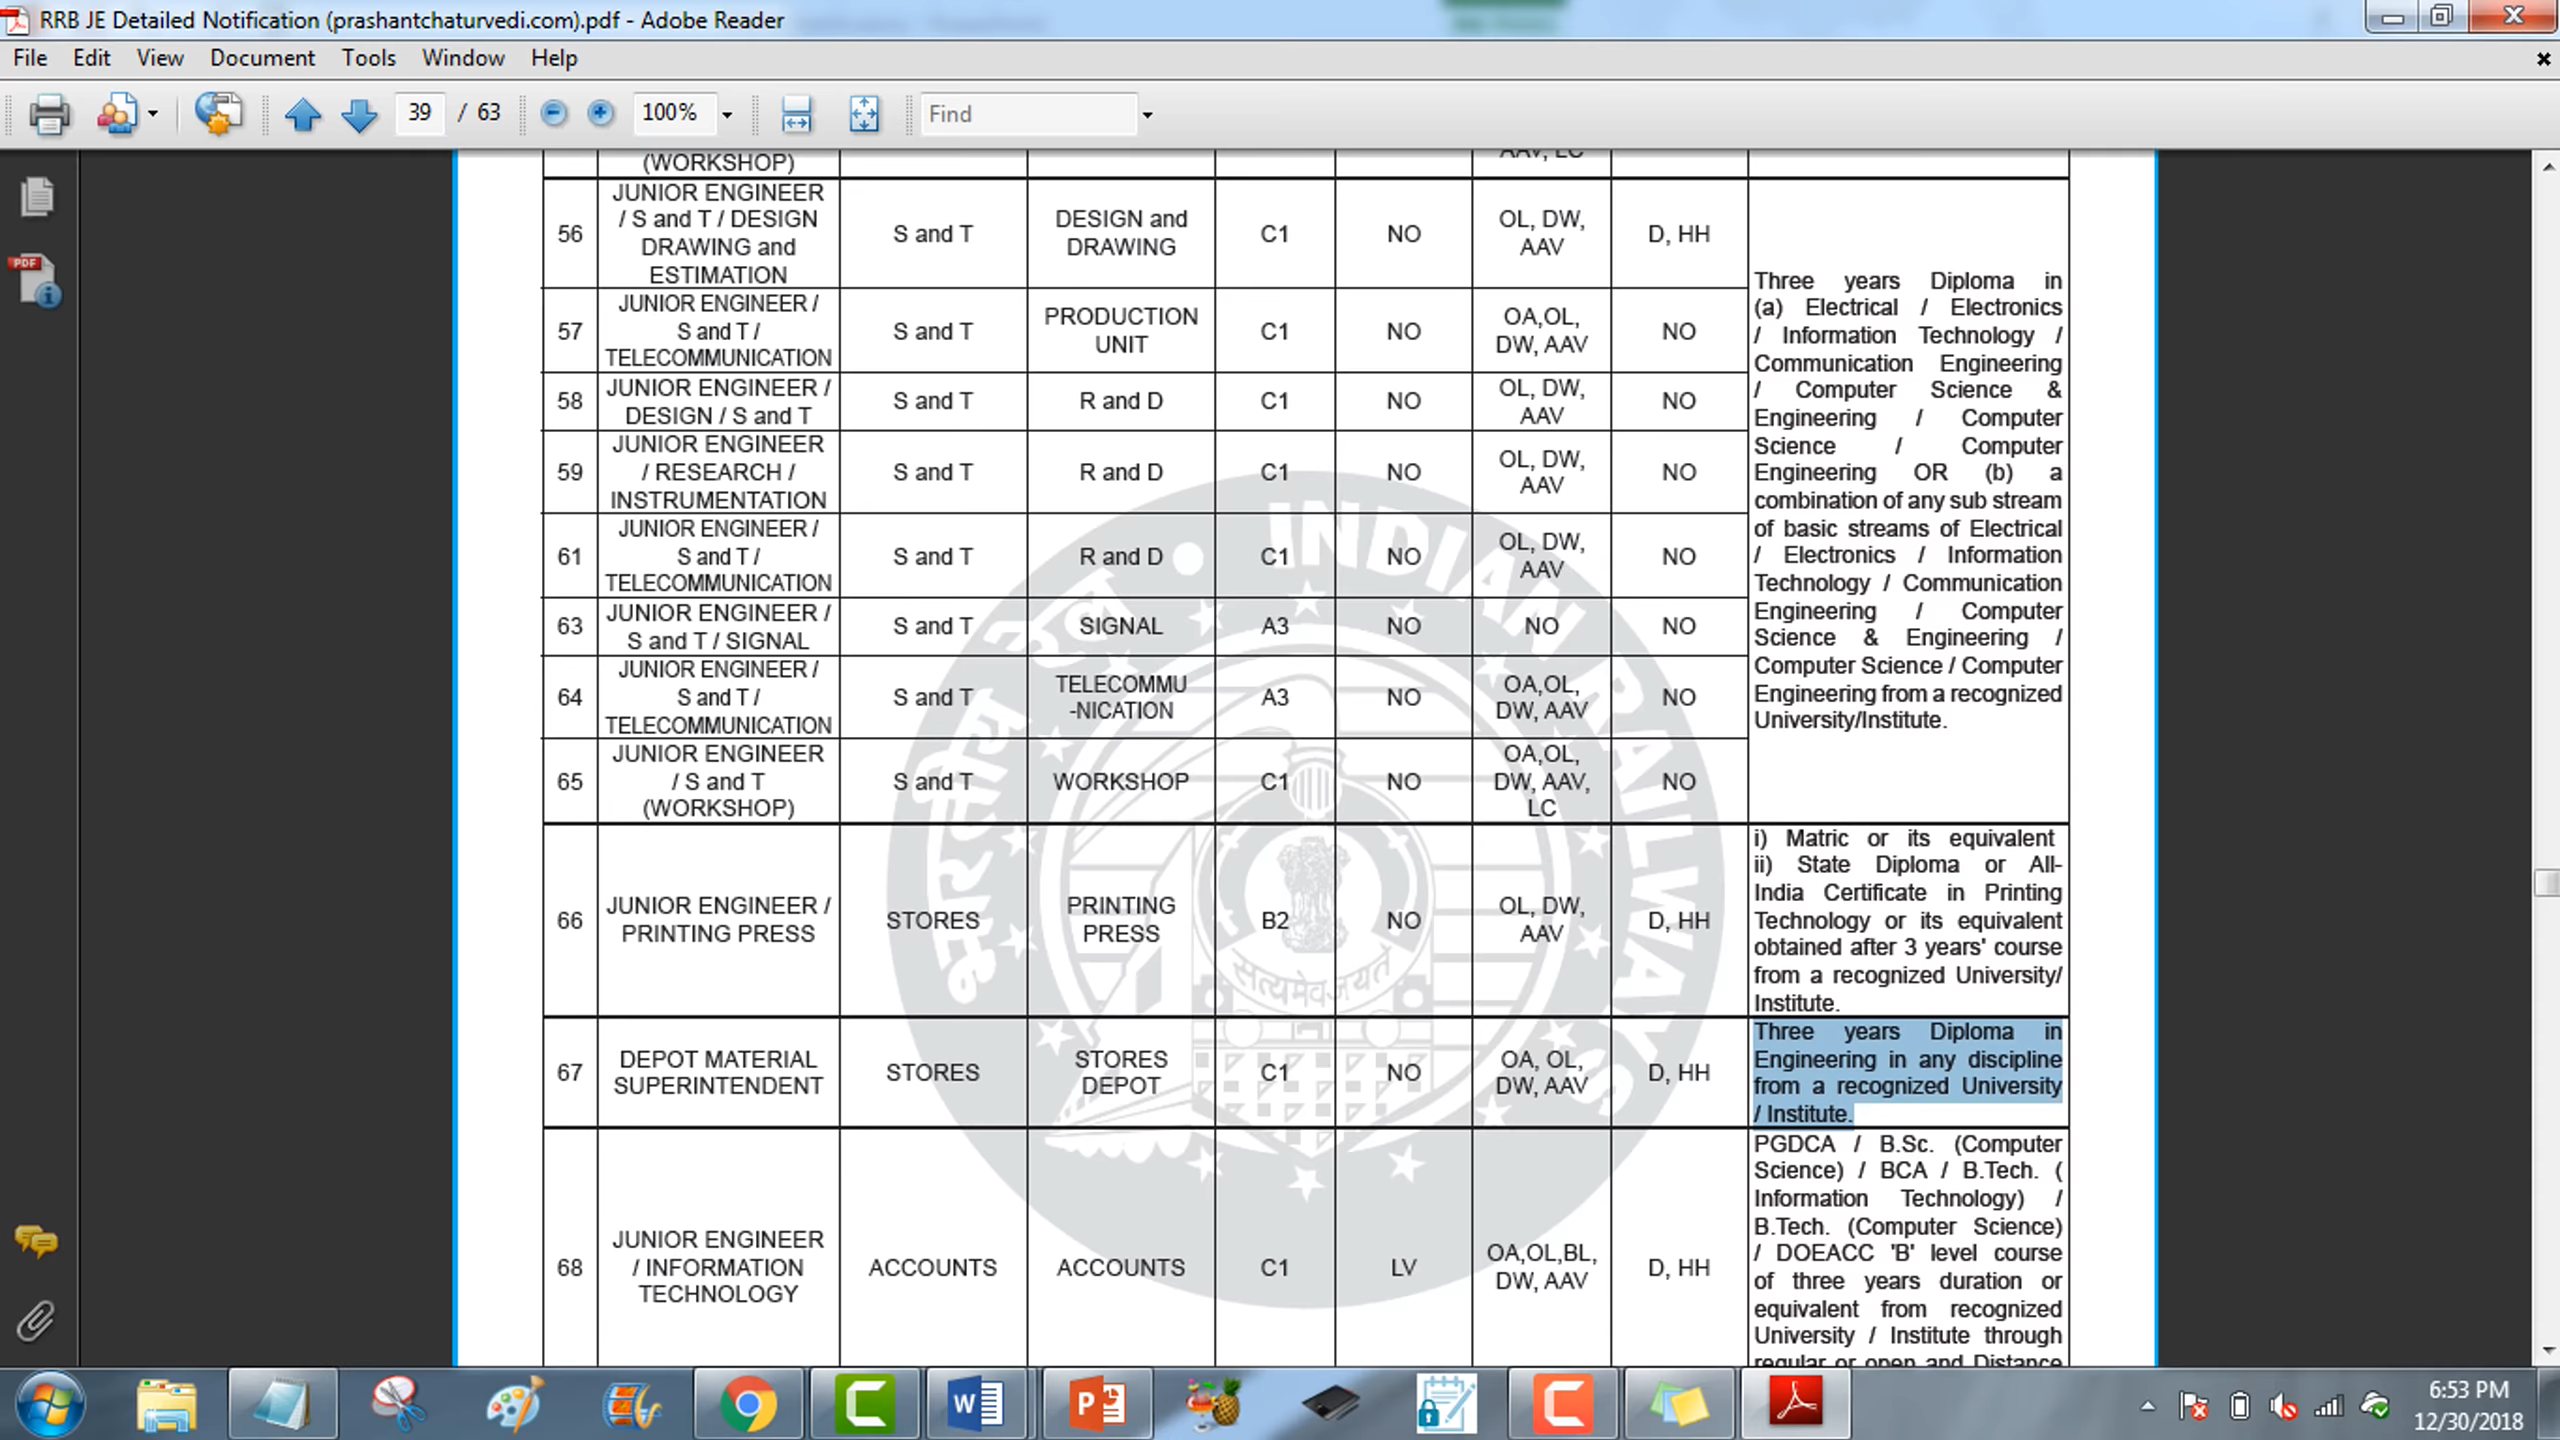 RRB JE Detailed Notification (prashantchaturvedi.com).pdf - Adobe Reader
File Edit View Document Tools Window Help
39 / 63 100% Find
(WORKSHOP) AAV, LC
56
JUNIOR ENGINEER
/ S and T / DESIGN
DRAWING and
ESTIMATION
S and T
DESIGN and
DRAWING
C1
NO
OL, DW,
AAV
D, HH
57
JUNIOR ENGINEER /
S and T /
TELECOMMUNICATION
S and T
PRODUCTION
UNIT
C1
NO
OA,OL,
DW, AAV
NO
58
JUNIOR ENGINEER /
DESIGN / S and T
S and T
R and D
C1
NO
OL, DW,
AAV
NO
59
JUNIOR ENGINEER
/ RESEARCH /
INSTRUMENTATION
S and T
R and D
C1
NO
OL, DW,
AAV
NO
61
JUNIOR ENGINEER /
S and T /
TELECOMMUNICATION
S and T
R and D
C1
NO
OL, DW,
AAV
NO
63
JUNIOR ENGINEER /
S and T / SIGNAL
S and T
SIGNAL
A3
NO
NO
NO
64
JUNIOR ENGINEER /
S and T /
TELECOMMUNICATION
S and T
TELECOMMU
-NICATION
A3
NO
OA,OL,
DW, AAV
NO
65
JUNIOR ENGINEER
/ S and T
(WORKSHOP)
S and T
WORKSHOP
C1
NO
OA,OL,
DW, AAV,
LC
NO
Three years Diploma in
(a) Electrical / Electronics
/ Information Technology /
Communication Engineering
/ Computer Science &
Engineering / Computer
Science / Computer
Engineering OR (b) a
combination of any sub stream
of basic streams of Electrical
/ Electronics / Information
Technology / Communication
Engineering / Computer
Science & Engineering /
Computer Science / Computer
Engineering from a recognized
University/Institute.
66
JUNIOR ENGINEER /
PRINTING PRESS
STORES
PRINTING
PRESS
B2
NO
OL, DW,
AAV
D, HH
i) Matric or its equivalent
ii) State Diploma or All-
India Certificate in Printing
Technology or its equivalent
obtained after 3 years' course
from a recognized University/
Institute.
67
DEPOT MATERIAL
SUPERINTENDENT
STORES
STORES
DEPOT
C1
NO
OA, OL,
DW, AAV
D, HH
Three years Diploma in
Engineering in any discipline
from a recognized University
/ Institute.
68
JUNIOR ENGINEER
/ INFORMATION
TECHNOLOGY
ACCOUNTS
ACCOUNTS
C1
LV
OA,OL,BL,
DW, AAV
D, HH
PGDCA / B.Sc. (Computer
Science) / BCA / B.Tech. (
Information Technology) /
B.Tech. (Computer Science)
/ DOEACC 'B' level course
of three years duration or
equivalent from recognized
University / Institute through
regular or open and Distance
भारतीय रेल
INDIAN RAILWAYS
सत्यमेव जयते
6:53 PM
12/30/2018